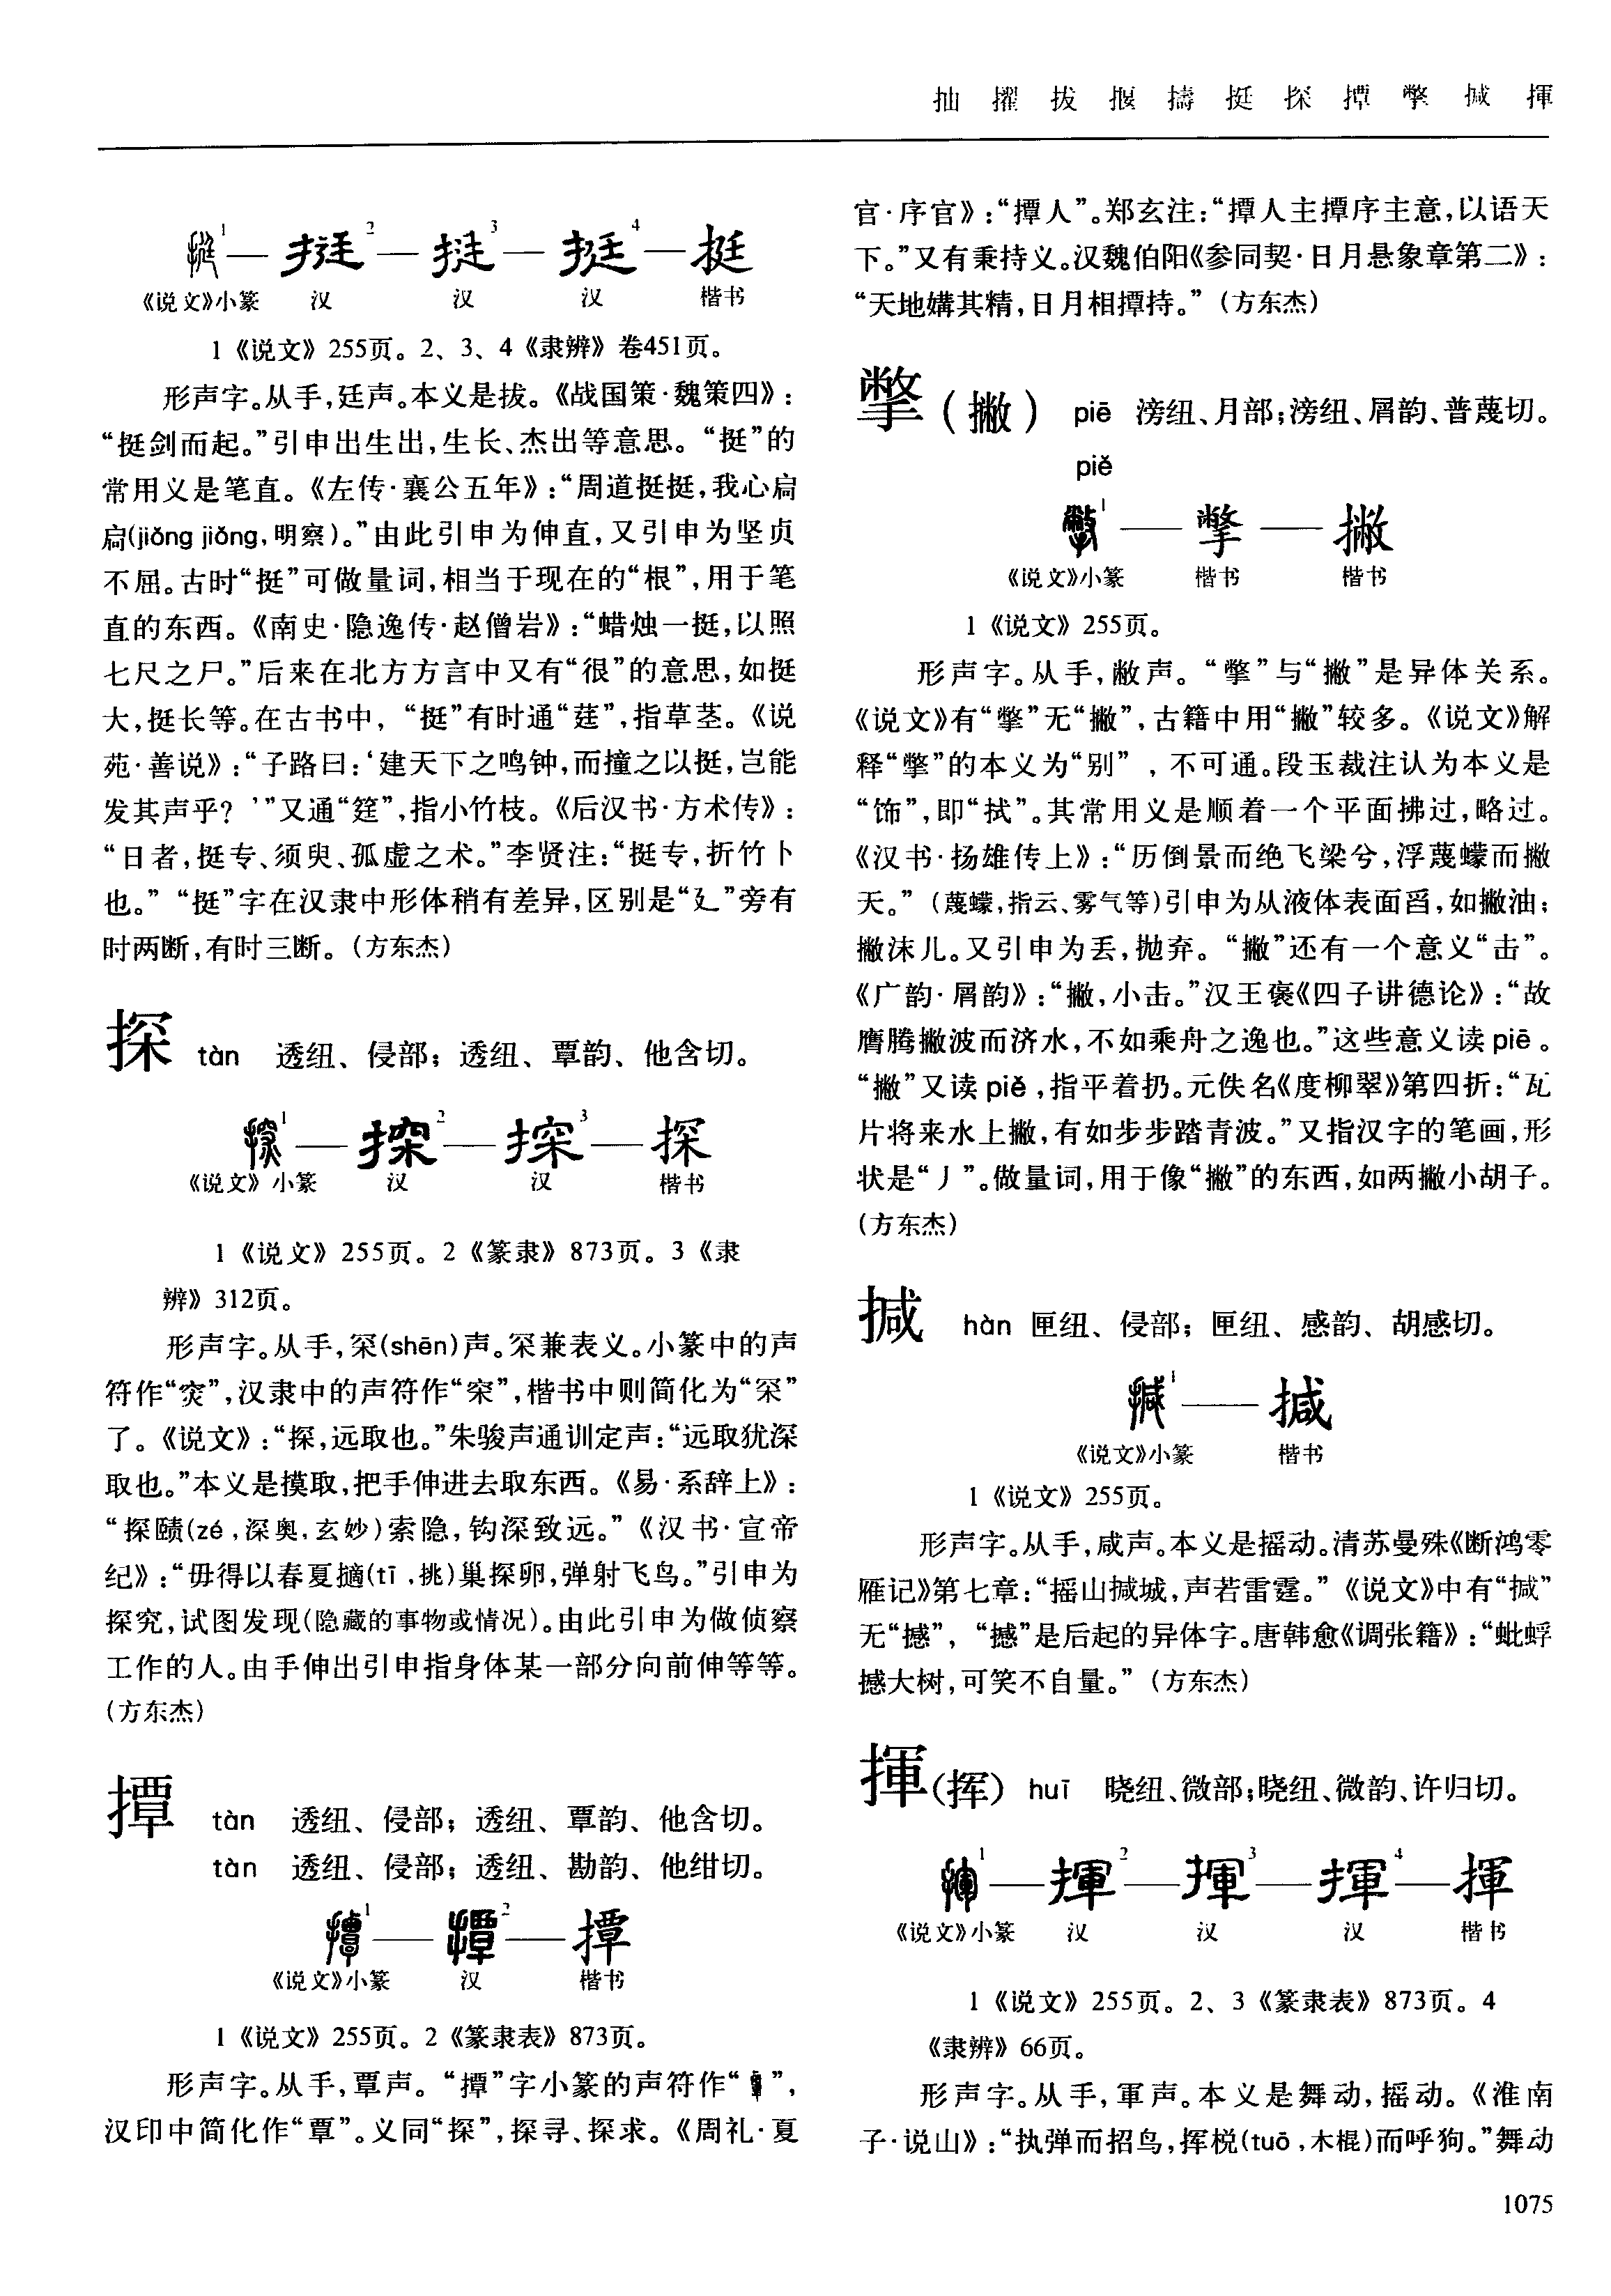 抽擢拔揠擣挺探撢擎搣揮
挺1—挺2—挺3—挺4—挺
《说文》小篆 汉 汉 汉 楷书
1《说文》255页。2、3、4《隶辨》卷451页。
形声字。从手,廷声。本义是拔。《战国策·魏策四》:
“挺剑而起。”引申出生出,生长、杰出等意思。“挺”的
常用义是笔直。《左传·襄公五年》:“周道挺挺,我心扃
扃(jiǒng jiǒng,明察)。”由此引申为伸直,又引申为坚贞
不屈。古时“挺”可做量词,相当于现在的“根”,用于笔
直的东西。《南史·隐逸传·赵僧岩》:“蜡烛一挺,以照
七尺之尸。”后来在北方方言中又有“很”的意思,如挺
大,挺长等。在古书中,“挺”有时通“莛”,指草茎。《说
苑·善说》:“子路曰:‘建天下之鸣钟,而撞之以挺,岂能
发其声乎?’”又通“筳”,指小竹枝。《后汉书·方术传》:
“日者,挺专、须臾、孤虚之术。”李贤注:“挺专,折竹卜
也。”“挺”字在汉隶中形体稍有差异,区别是“廴”旁有
时两断,有时三断。(方东杰)
探 tàn 透纽、侵部;透纽、覃韵、他含切。
探1—探2—探3—探
《说文》小篆 汉 汉 楷书
1《说文》255页。2《篆隶》873页。3《隶
辨》312页。
形声字。从手,罙(shēn)声。罙兼表义。小篆中的声
符作“穾”,汉隶中的声符作“罙”,楷书中则简化为“罙”
了。《说文》:“探,远取也。”朱骏声通训定声:“远取犹深
取也。”本义是摸取,把手伸进去取东西。《易·系辞上》:
“探赜(zé,深奥,玄妙)索隐,钩深致远。”《汉书·宣帝
纪》:“毋得以春夏擿(tī,挑)巢探卵,弹射飞鸟。”引申为
探究,试图发现(隐藏的事物或情况)。由此引申为做侦察
工作的人。由手伸出引申指身体某一部分向前伸等等。
(方东杰)
撢 tàn 透纽、侵部;透纽、覃韵、他含切。
tàn 透纽、侵部;透纽、勘韵、他绀切。
撢1—撢2—撢
《说文》小篆 汉 楷书
1《说文》255页。2《篆隶表》873页。
形声字。从手,覃声。“撢”字小篆的声符作“”,
汉印中简化作“覃”。义同“探”,探寻、探求。《周礼·夏
官·序官》:“撢人”。郑玄注:“撢人主撢序主意,以语天
下。”又有秉持义。汉魏伯阳《参同契·日月悬象章第二》:
“天地媾其精,日月相撢持。”(方东杰)
撆(撇) piē 滂纽、月部;滂纽、屑韵、普蔑切。
piě
撆1—撆—撇
《说文》小篆 楷书 楷书
1《说文》255页。
形声字。从手,敝声。“撆”与“撇”是异体关系。
《说文》有“撆”无“撇”,古籍中用“撇”较多。《说文》解
释“撆”的本义为“别”,不可通。段玉裁注认为本义是
“饰”,即“拭”。其常用义是顺着一个平面拂过,略过。
《汉书·扬雄传上》:“历倒景而绝飞梁兮,浮蔑蠓而撇
天。”(蔑蠓,指云、雾气等)引申为从液体表面舀,如撇油;
撇沫儿。又引申为丢,抛弃。“撇”还有一个意义“击”。
《广韵·屑韵》:“撇,小击。”汉王褒《四子讲德论》:“故
膺腾撇波而济水,不如乘舟之逸也。”这些意义读piē。
“撇”又读piě,指平着扔。元佚名《度柳翠》第四折:“瓦
片将来水上撇,有如步步踏青波。”又指汉字的笔画,形
状是“丿”。做量词,用于像“撇”的东西,如两撇小胡子。
(方东杰)
㨔 hàn 匣纽、侵部;匣纽、感韵、胡感切。
㨔1—㨔
《说文》小篆 楷书
1《说文》255页。
形声字。从手,咸声。本义是摇动。清苏曼殊《断鸿零
雁记》第七章:“摇山㨔城,声若雷霆。”《说文》中有“㨔”
无“撼”,“撼”是后起的异体字。唐韩愈《调张籍》:“蚍蜉
撼大树,可笑不自量。”(方东杰)
揮(挥) huī 晓纽、微部;晓纽、微韵、许归切。
揮1—揮2—揮3—揮4—揮
《说文》小篆 汉 汉 汉 楷书
1《说文》255页。2、3《篆隶表》873页。4
《隶辨》66页。
形声字。从手,軍声。本义是舞动,摇动。《淮南
子·说山》:“执弹而招鸟,挥棁(tuō,木棍)而呼狗。”舞动
1075